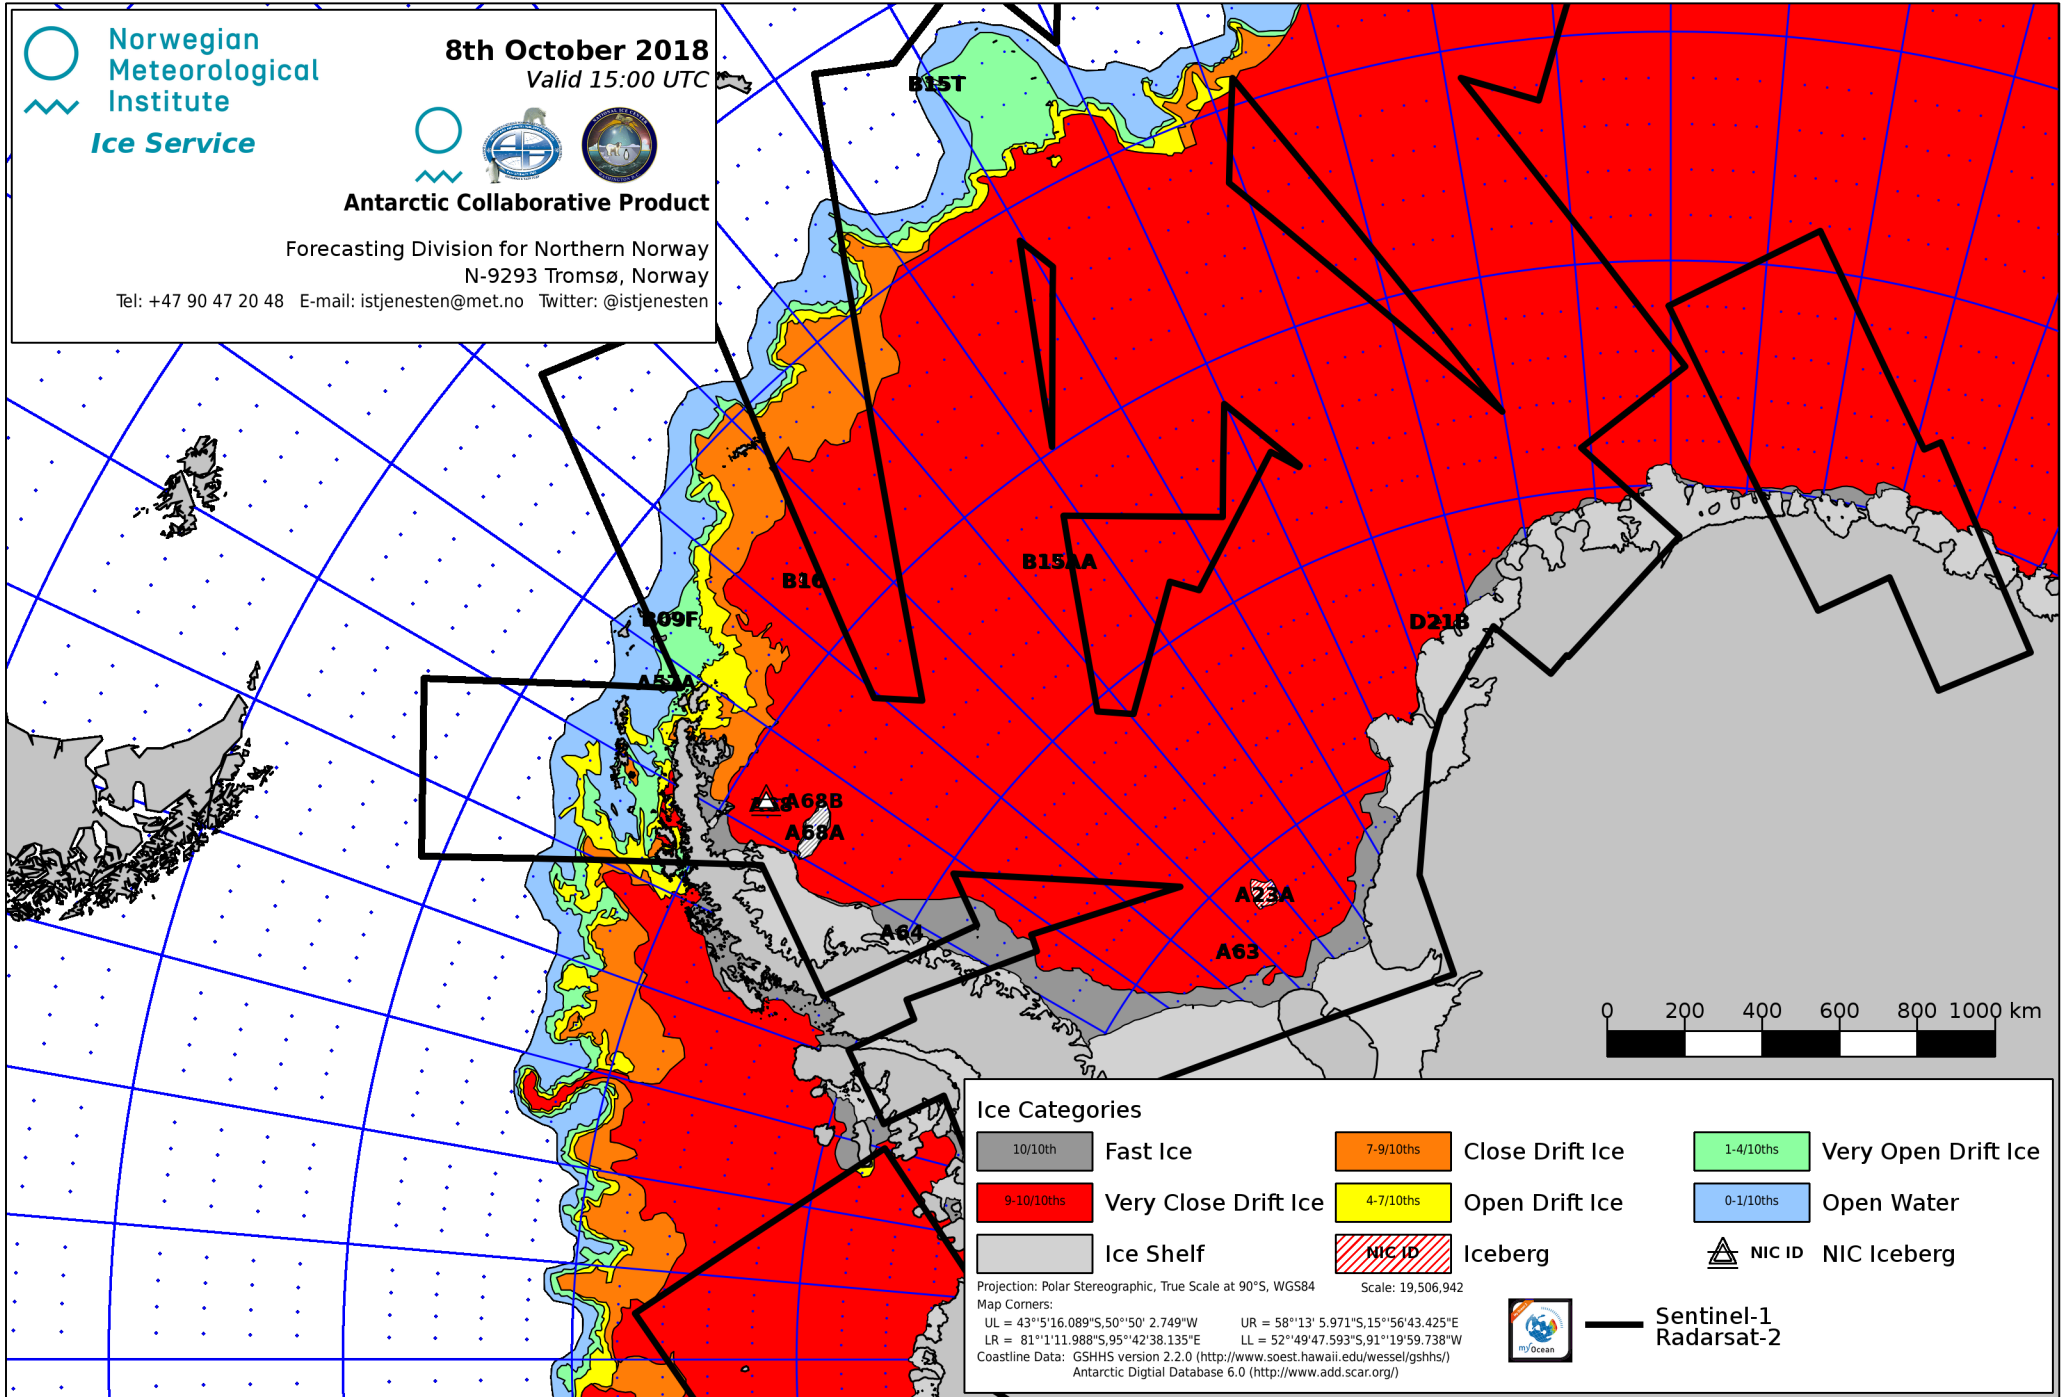 Norwegian
Meteorological
Institute
Ice Service
8th October 2018
Valid 15:00 UTC
Antarctic Collaborative Product
Forecasting Division for Northern Norway
N-9293 Tromsø, Norway
Tel: +47 90 47 20 48 E-mail: istjenesten@met.no Twitter: @istjenesten
B15T
B16
B15AA
B09F
A57A
D21B
A68B
A68A
A23A
A64
A63
0 200 400 600 800 1000 km
Ice Categories
10/10th Fast Ice
7-9/10ths Close Drift Ice
1-4/10ths Very Open Drift Ice
9-10/10ths Very Close Drift Ice
4-7/10ths Open Drift Ice
0-1/10ths Open Water
Ice Shelf
NIC ID Iceberg
NIC ID NIC Iceberg
Projection: Polar Stereographic, True Scale at 90°S, WGS84 Scale: 19,506,942
Map Corners:
UL = 43°'5'16.089"S,50°'50' 2.749"W UR = 58°'13' 5.971"S,15°'56'43.425"E
LR = 81°'1'11.988"S,95°'42'38.135"E LL = 52°'49'47.593"S,91°'19'59.738"W
Coastline Data: GSHHS version 2.2.0 (http://www.soest.hawaii.edu/wessel/gshhs/)
Antarctic Digtial Database 6.0 (http://www.add.scar.org/)
myOcean
Sentinel-1
Radarsat-2